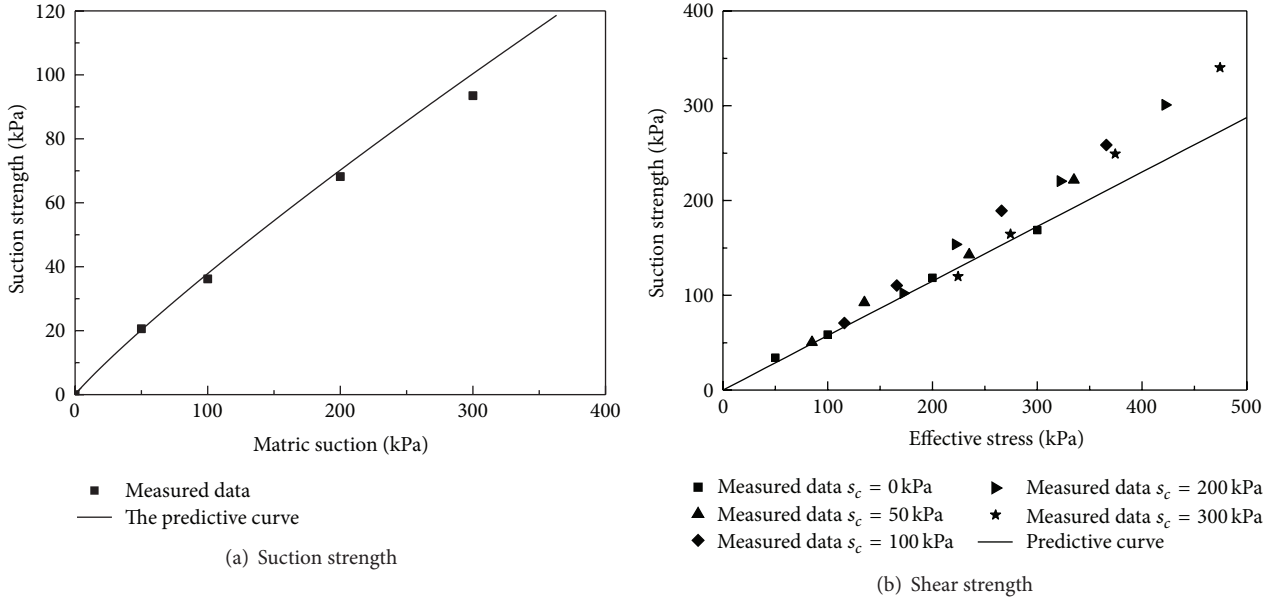 120
100
80
60
40
20
0
Suction strength (kPa)
0 100 200 300 400
Matric suction (kPa)
Measured data
The predictive curve
(a) Suction strength
400
300
200
100
0
Suction strength (kPa)
0 100 200 300 400 500
Effective stress (kPa)
Measured data s_c = 0 kPa
Measured data s_c = 50 kPa
Measured data s_c = 100 kPa
Measured data s_c = 200 kPa
Measured data s_c = 300 kPa
Predictive curve
(b) Shear strength